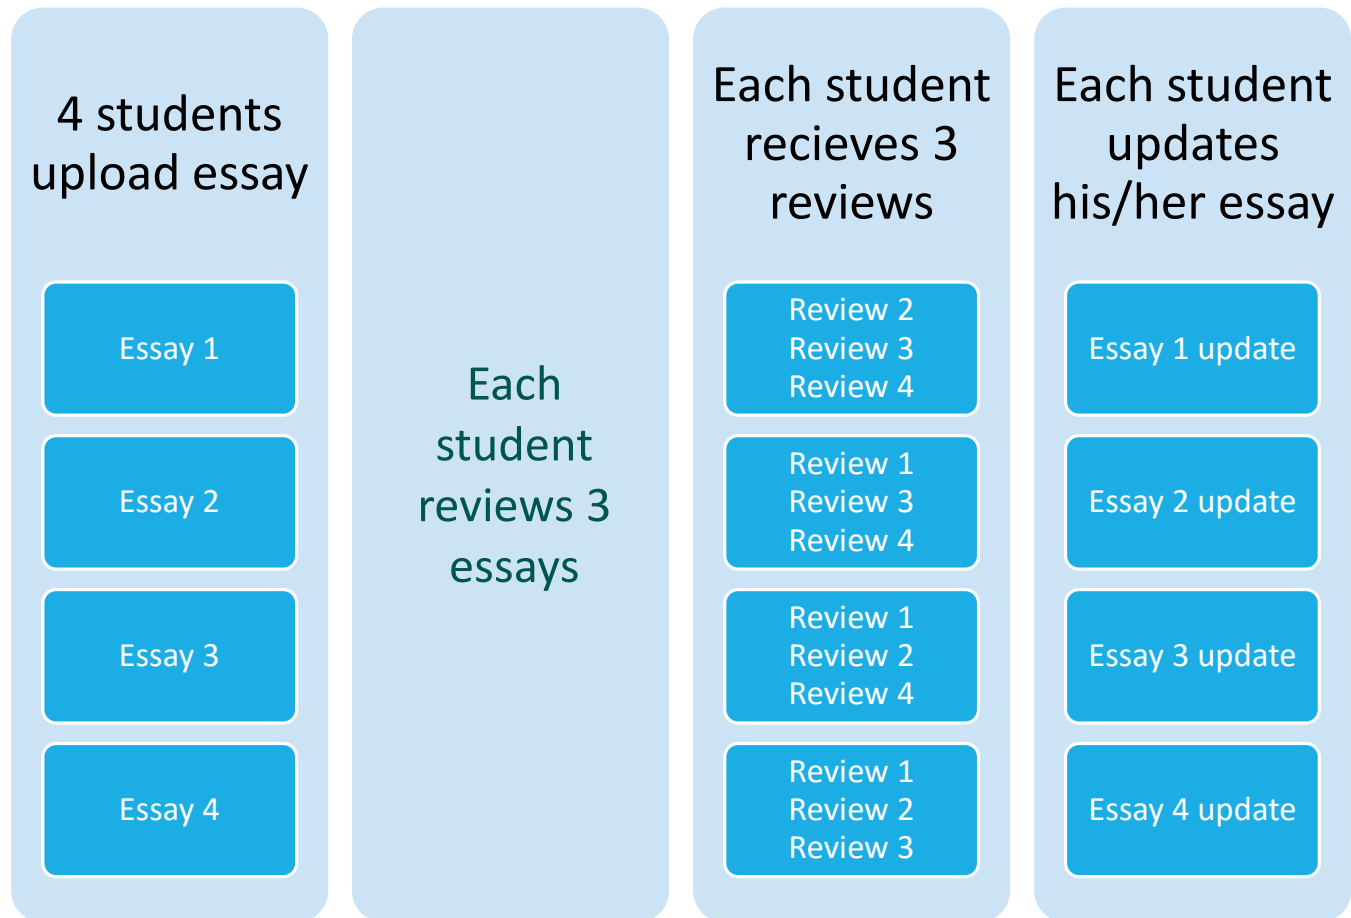 4 students
upload essay
Essay 1
Essay 2
Essay 3
Essay 4
Each
student
reviews 3
essays
Each student
recieves 3
reviews
Review 2
Review 3
Review 4
Review 1
Review 3
Review 4
Review 1
Review 2
Review 4
Review 1
Review 2
Review 3
Each student
updates
his/her essay
Essay 1 update
Essay 2 update
Essay 3 update
Essay 4 update